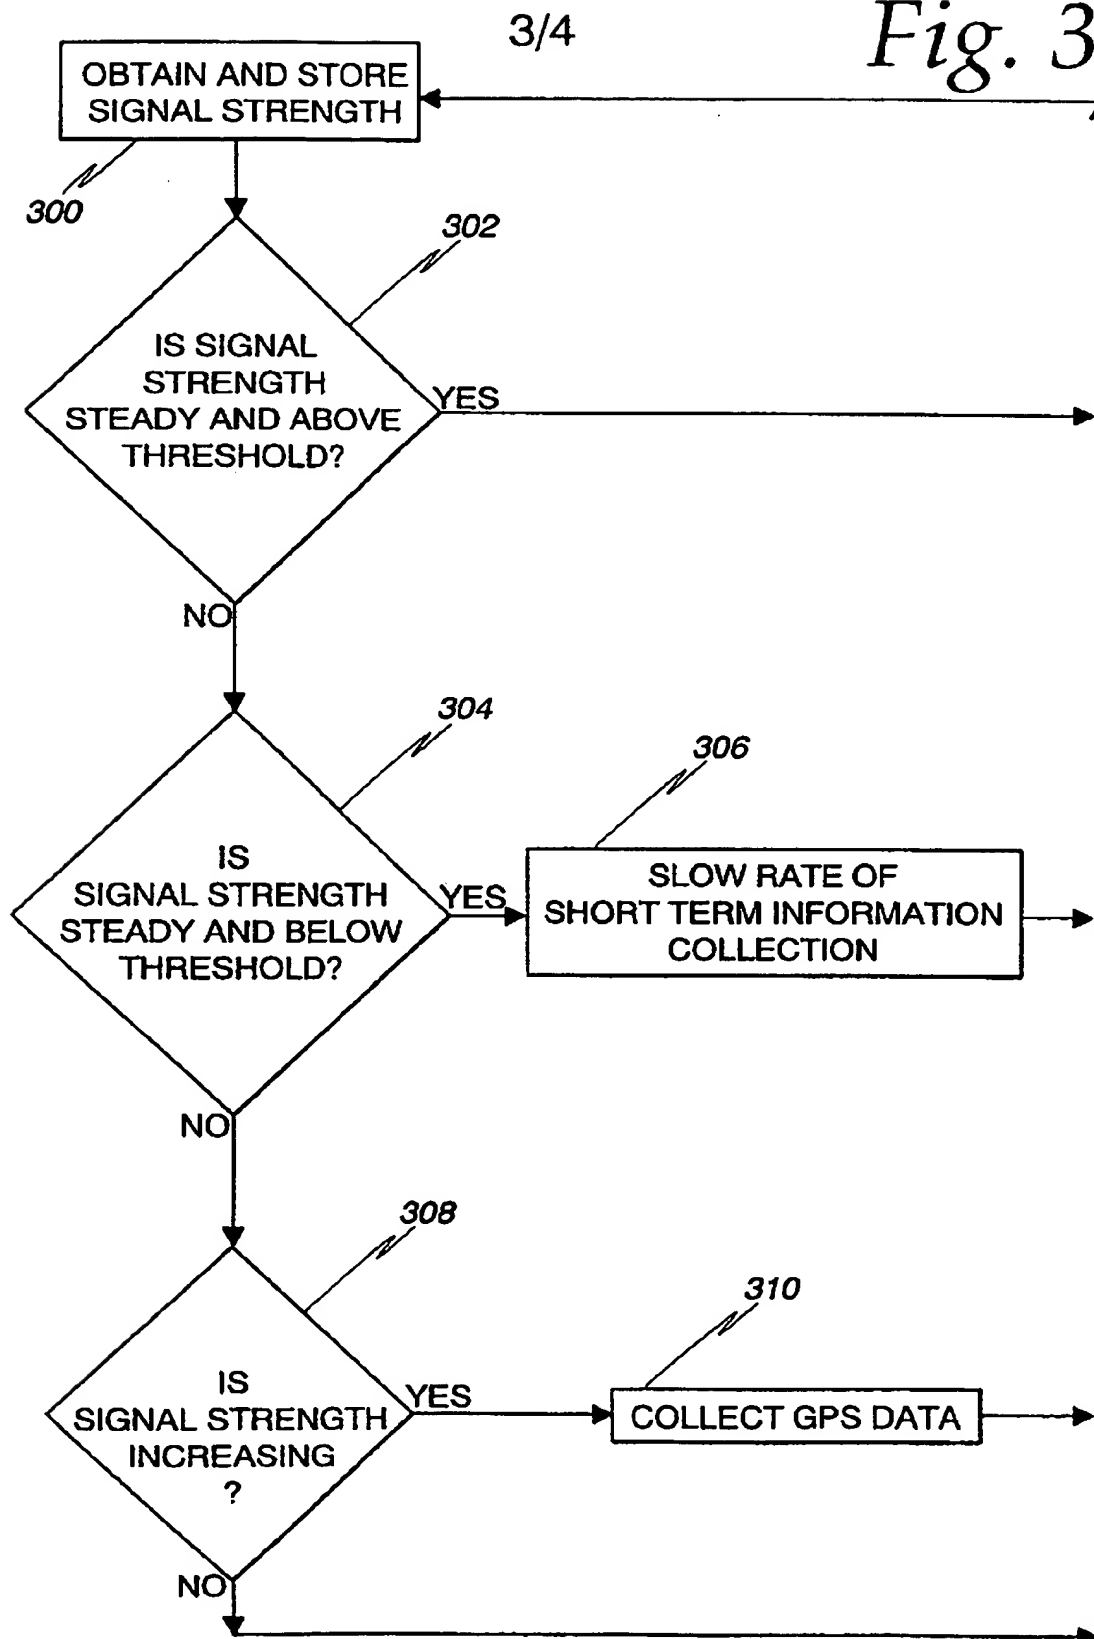 3/4
Fig. 3
OBTAIN AND STORE
SIGNAL STRENGTH
300
302
IS SIGNAL
STRENGTH
STEADY AND ABOVE
THRESHOLD?
YES
NO
304
306
IS
SIGNAL STRENGTH
STEADY AND BELOW
THRESHOLD?
YES
SLOW RATE OF
SHORT TERM INFORMATION
COLLECTION
NO
308
310
IS
SIGNAL STRENGTH
INCREASING
?
YES
COLLECT GPS DATA
NO